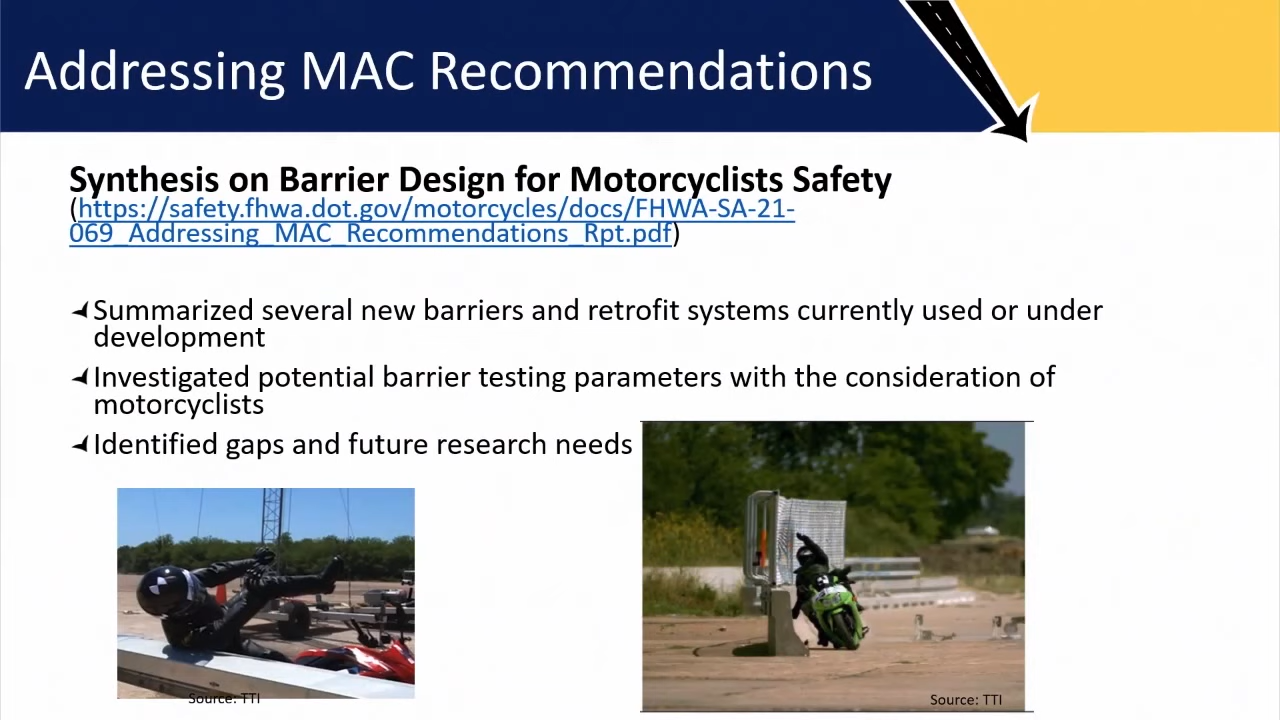 Addressing MAC Recommendations
Synthesis on Barrier Design for Motorcyclists Safety
(https://safety.fhwa.dot.gov/motorcycles/docs/FHWA-SA-21-
069_Addressing_MAC_Recommendations_Rpt.pdf)
Summarized several new barriers and retrofit systems currently used or under
development
Investigated potential barrier testing parameters with the consideration of
motorcyclists
Identified gaps and future research needs
Source: TTI
Source: TTI